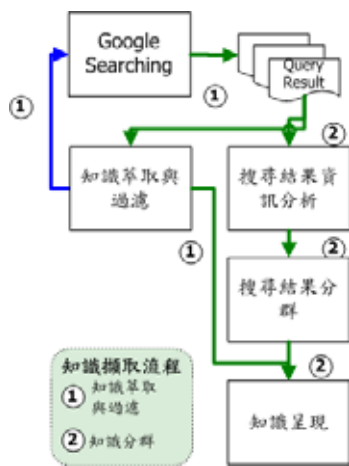 Google
Searching
Query
Result
①
①
②
知識萃取與
過濾
搜尋結果資
訊分析
①
②
搜尋結果分
群
②
知識擷取流程
① 知識萃取
與過濾
② 知識分群
知識呈現